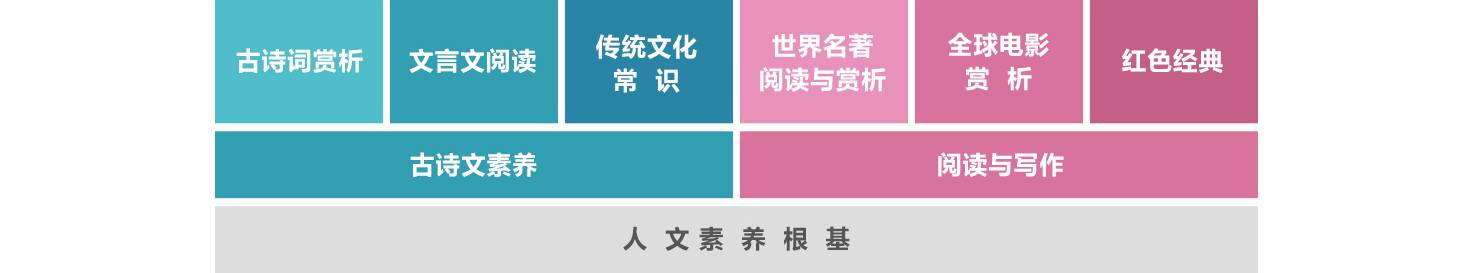 古诗词赏析
文言文阅读
传统文化
常 识
世界名著
阅读与赏析
全球电影
赏 析
红色经典
古诗文素养
阅读与写作
人 文 素 养 根 基